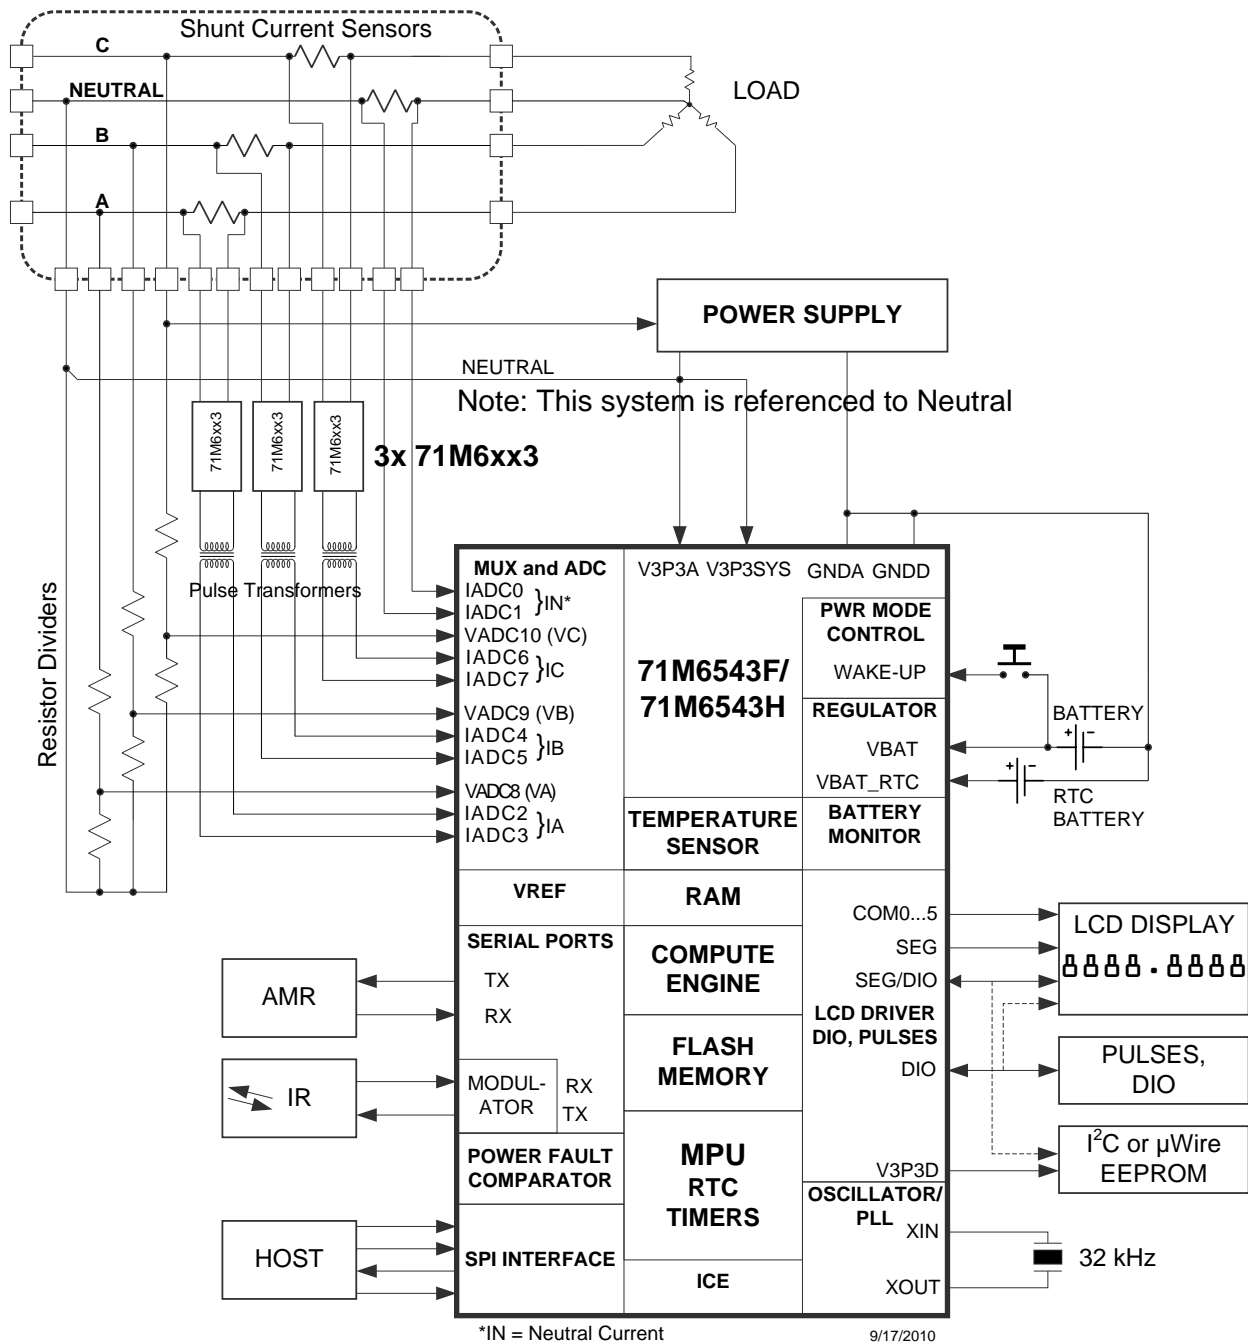 Shunt Current Sensors
C
NEUTRAL
B
A
LOAD
POWER SUPPLY
NEUTRAL
Note: This system is referenced to Neutral
71M6xx3
71M6xx3
71M6xx3
3x 71M6xx3
Pulse Transformers
Resistor Dividers
MUX and ADC
IADC0
IADC1
}IN*
VADC10 (VC)
IADC6
IADC7
}IC
VADC9 (VB)
IADC4
IADC5
}IB
VADC8 (VA)
IADC2
IADC3
}IA
V3P3A V3P3SYS GNDA GNDD
71M6543F/
71M6543H
PWR MODE
CONTROL
WAKE-UP
REGULATOR
VBAT
VBAT_RTC
BATTERY
MONITOR
BATTERY
+ -
+ -
RTC
BATTERY
TEMPERATURE
SENSOR
VREF
RAM
SERIAL PORTS
TX
RX
COMPUTE
ENGINE
FLASH
MEMORY
MODUL-
ATOR
RX
TX
POWER FAULT
COMPARATOR
MPU
RTC
TIMERS
SPI INTERFACE
ICE
COM0...5
SEG
SEG/DIO
LCD DRIVER
DIO, PULSES
DIO
V3P3D
OSCILLATOR/
PLL
XIN
XOUT
AMR
IR
HOST
LCD DISPLAY
8888.8888
PULSES,
DIO
I²C or µWire
EEPROM
32 kHz
*IN = Neutral Current
9/17/2010